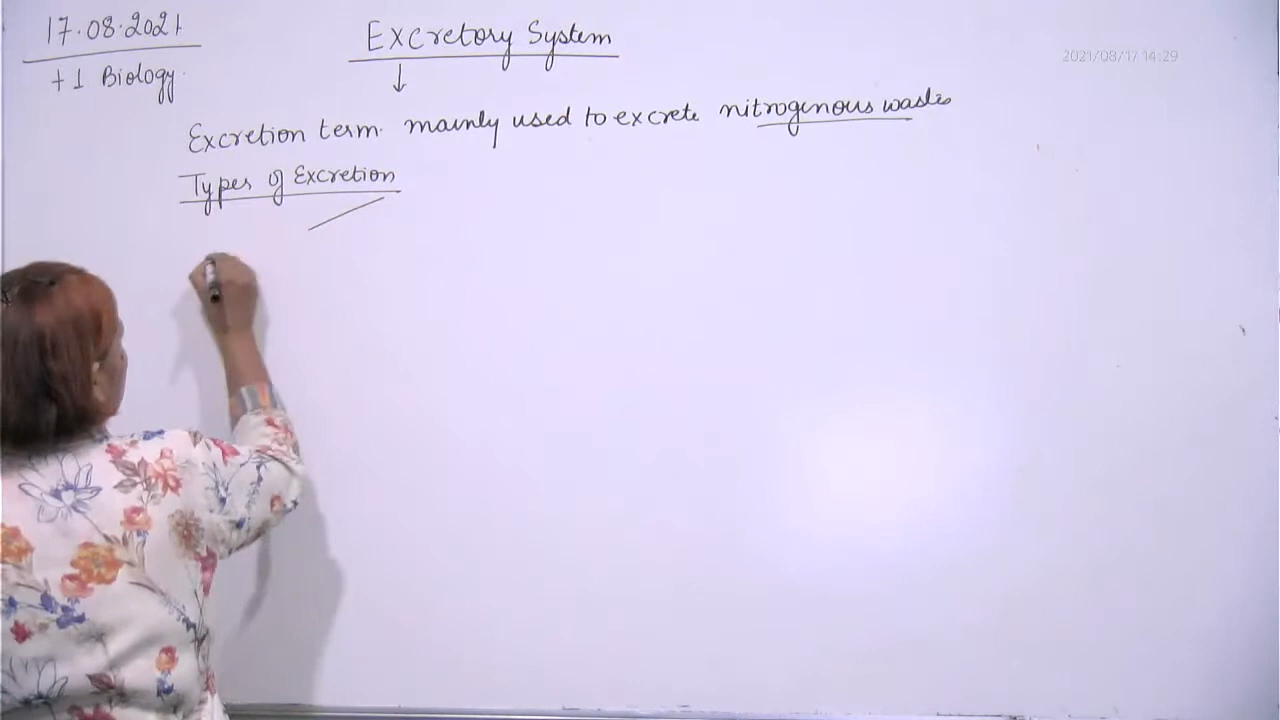 17.08.2021
+1 Biology
Excretory System
2021/08/17 14:29
Excretion term mainly used to excrete nitrogenous wastes
Types of Excretion